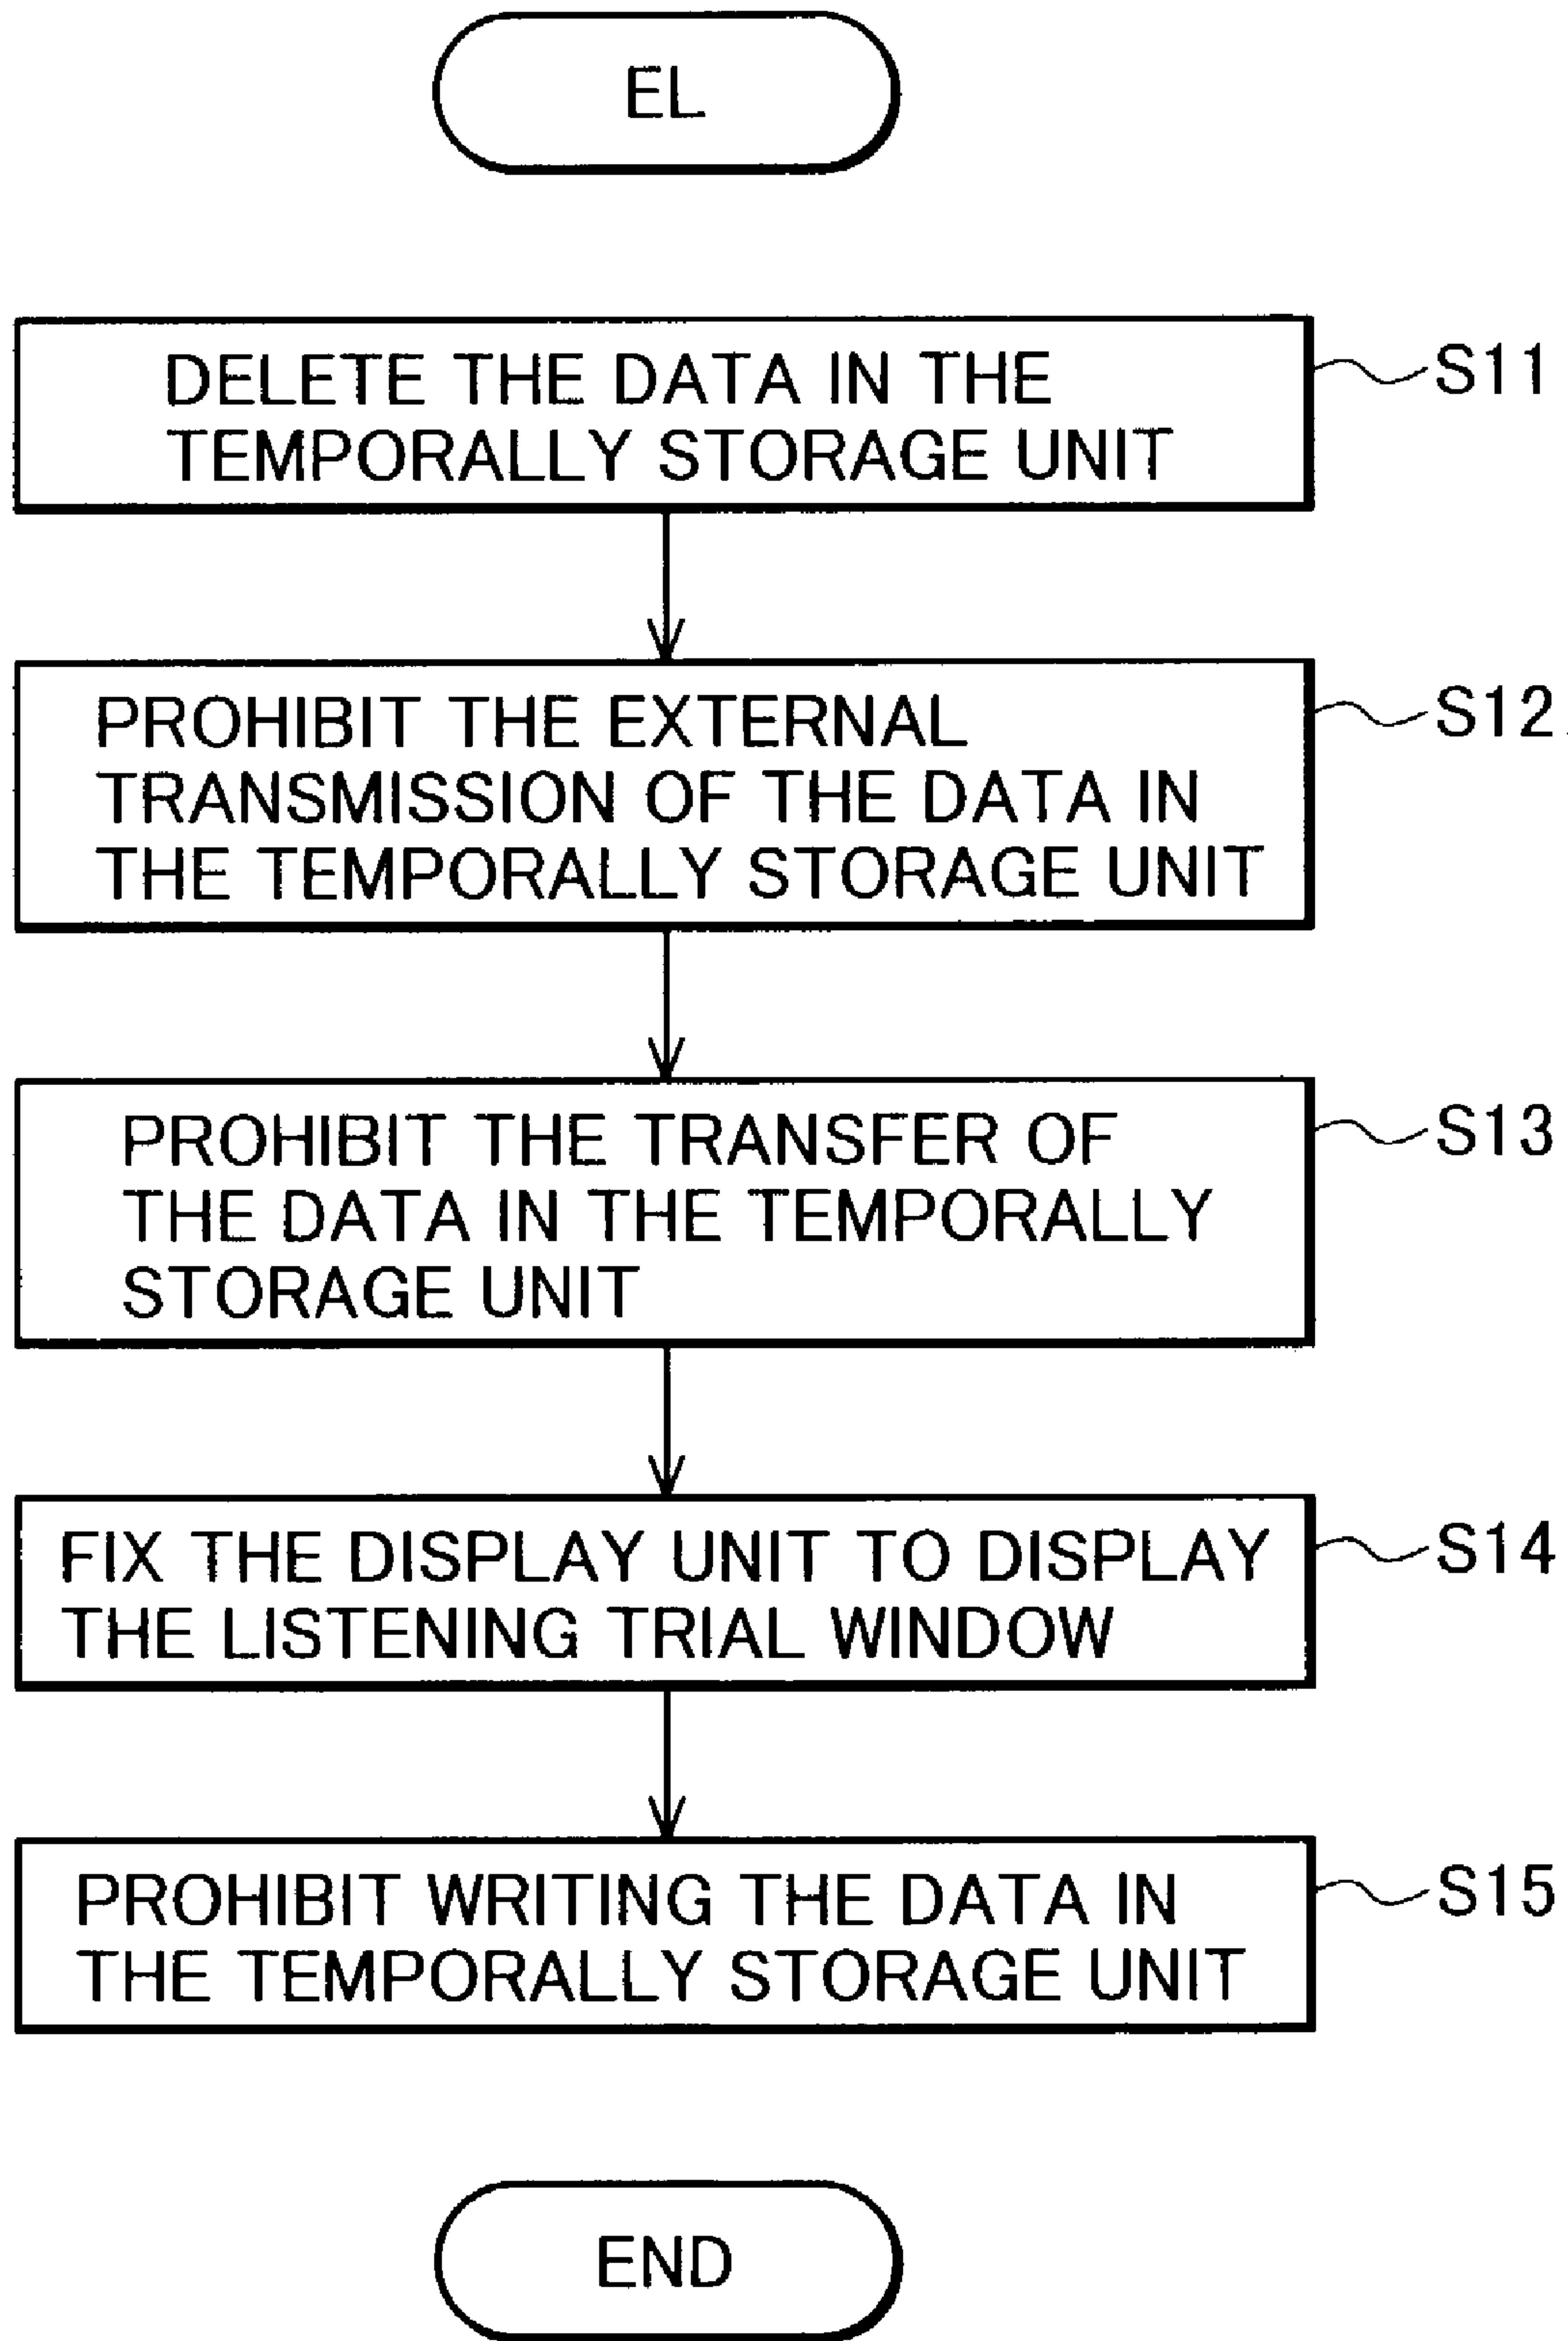 EL
DELETE THE DATA IN THE
TEMPORALLY STORAGE UNIT
S11
PROHIBIT THE EXTERNAL
TRANSMISSION OF THE DATA IN
THE TEMPORALLY STORAGE UNIT
S12
PROHIBIT THE TRANSFER OF
THE DATA IN THE TEMPORALLY
STORAGE UNIT
S13
FIX THE DISPLAY UNIT TO DISPLAY
THE LISTENING TRIAL WINDOW
S14
PROHIBIT WRITING THE DATA IN
THE TEMPORALLY STORAGE UNIT
S15
END